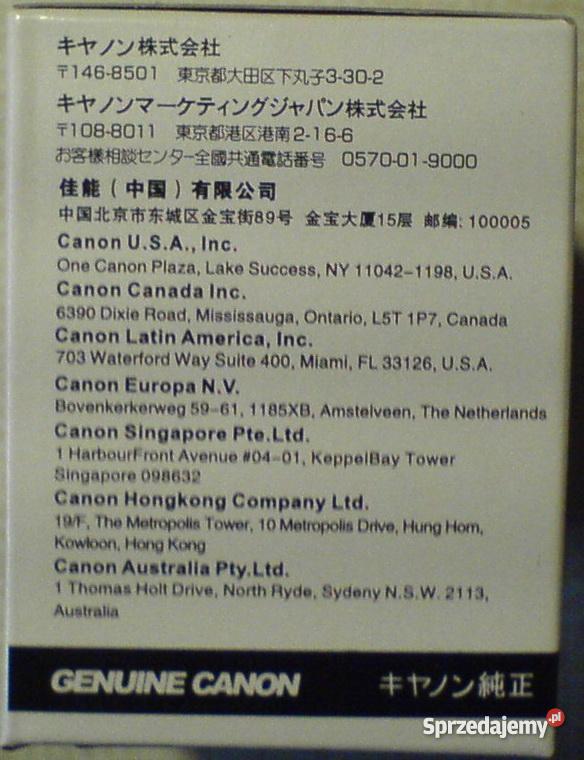 キヤノン株式会社
〒146-8501 東京都大田区下丸子3-30-2
キヤノンマーケティングジャパン株式会社
〒108-8011 東京都港区港南2-16-6
お客様相談センター全國共通電話番号 0570-01-9000
佳能(中国)有限公司
中国北京市东城区金宝街89号 金宝大厦15层 邮编: 100005
Canon U.S.A., Inc.
One Canon Plaza, Lake Success, NY 11042-1198, U.S.A.
Canon Canada Inc.
6390 Dixie Road, Mississauga, Ontario, L5T 1P7, Canada
Canon Latin America, Inc.
703 Waterford Way Suite 400, Miami, FL 33126, U.S.A.
Canon Europa N.V.
Bovenkerkerweg 59-61, 1185XB, Amstelveen, The Netherlands
Canon Singapore Pte.Ltd.
1 HarbourFront Avenue #04-01, KeppelBay Tower
Singapore 098632
Canon Hongkong Company Ltd.
19/F, The Metropolis Tower, 10 Metropolis Drive, Hung Hom,
Kowloon, Hong Kong
Canon Australia Pty.Ltd.
1 Thomas Holt Drive, North Ryde, Sydeny N.S.W. 2113,
Australia
GENUINE CANON キヤノン純正
Sprzedajemy.pl